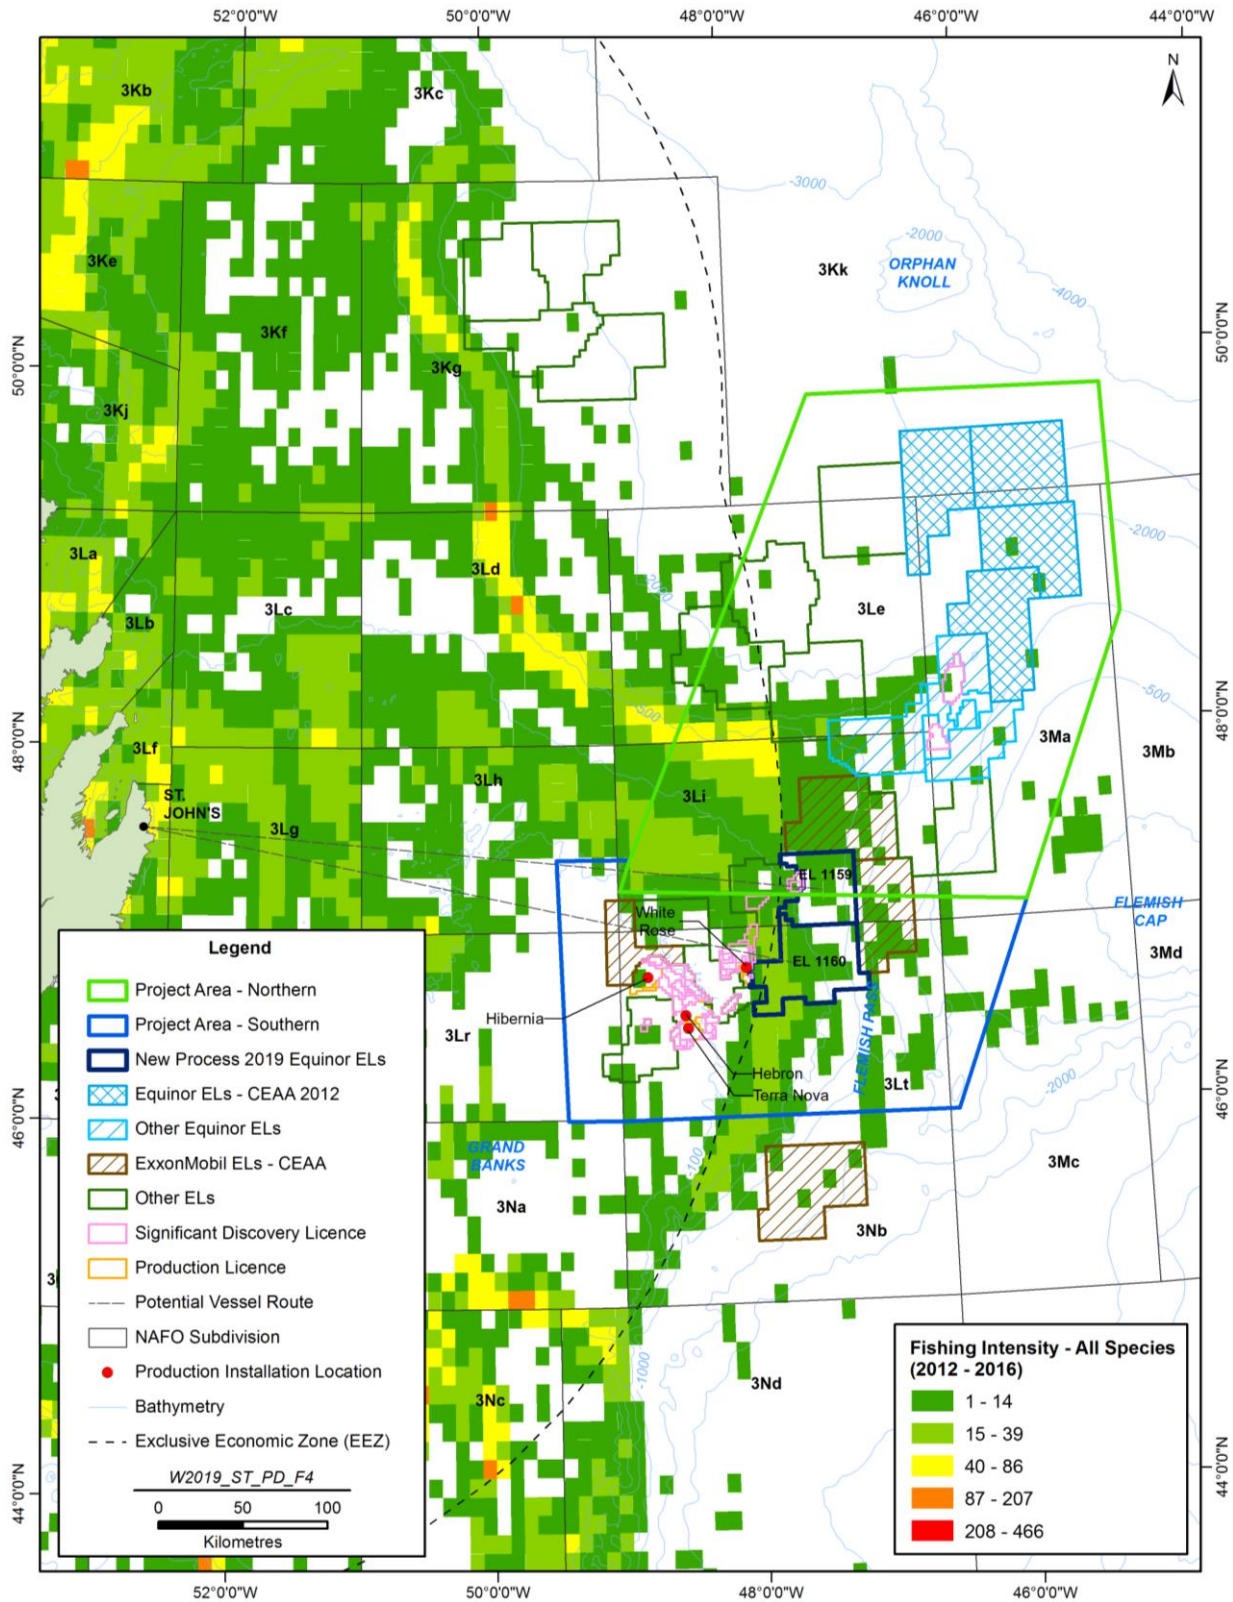 52°0'0"W
50°0'0"W
48°0'0"W
46°0'0"W
44°0'0"W
N
3Kb
3Kc
-3000
-2000
3Ke
3Kk
ORPHAN
KNOLL
-4000
3Kf
50°0'0"N
50°0'0"N
3Kg
3Kj
-2000
3La
3Ld
3Lb
3Lc
3Le
-500
48°0'0"N
48°0'0"N
3Lf
3Ma
3Mb
3Lh
3Li
ST.
JOHN'S
3Lg
EL 1159
White
Rose
FLEMISH
CAP
3Md
EL 1160
Hibernia
3Lr
FLEMISH PASS
Hebron
3Lt
Terra Nova
-2000
46°0'0"N
46°0'0"N
GRAND
BANKS
-100
3Mc
3Na
3Nb
-1000
3Nd
3Nc
44°0'0"N
44°0'0"N
Legend
Project Area - Northern
Project Area - Southern
New Process 2019 Equinor ELs
Equinor ELs - CEAA 2012
Other Equinor ELs
ExxonMobil ELs - CEAA
Other ELs
Significant Discovery Licence
Production Licence
Potential Vessel Route
NAFO Subdivision
Production Installation Location
Bathymetry
Exclusive Economic Zone (EEZ)
W2019_ST_PD_F4
0 50 100
Kilometres
Fishing Intensity - All Species
(2012 - 2016)
1 - 14
15 - 39
40 - 86
87 - 207
208 - 466
52°0'0"W
50°0'0"W
48°0'0"W
46°0'0"W